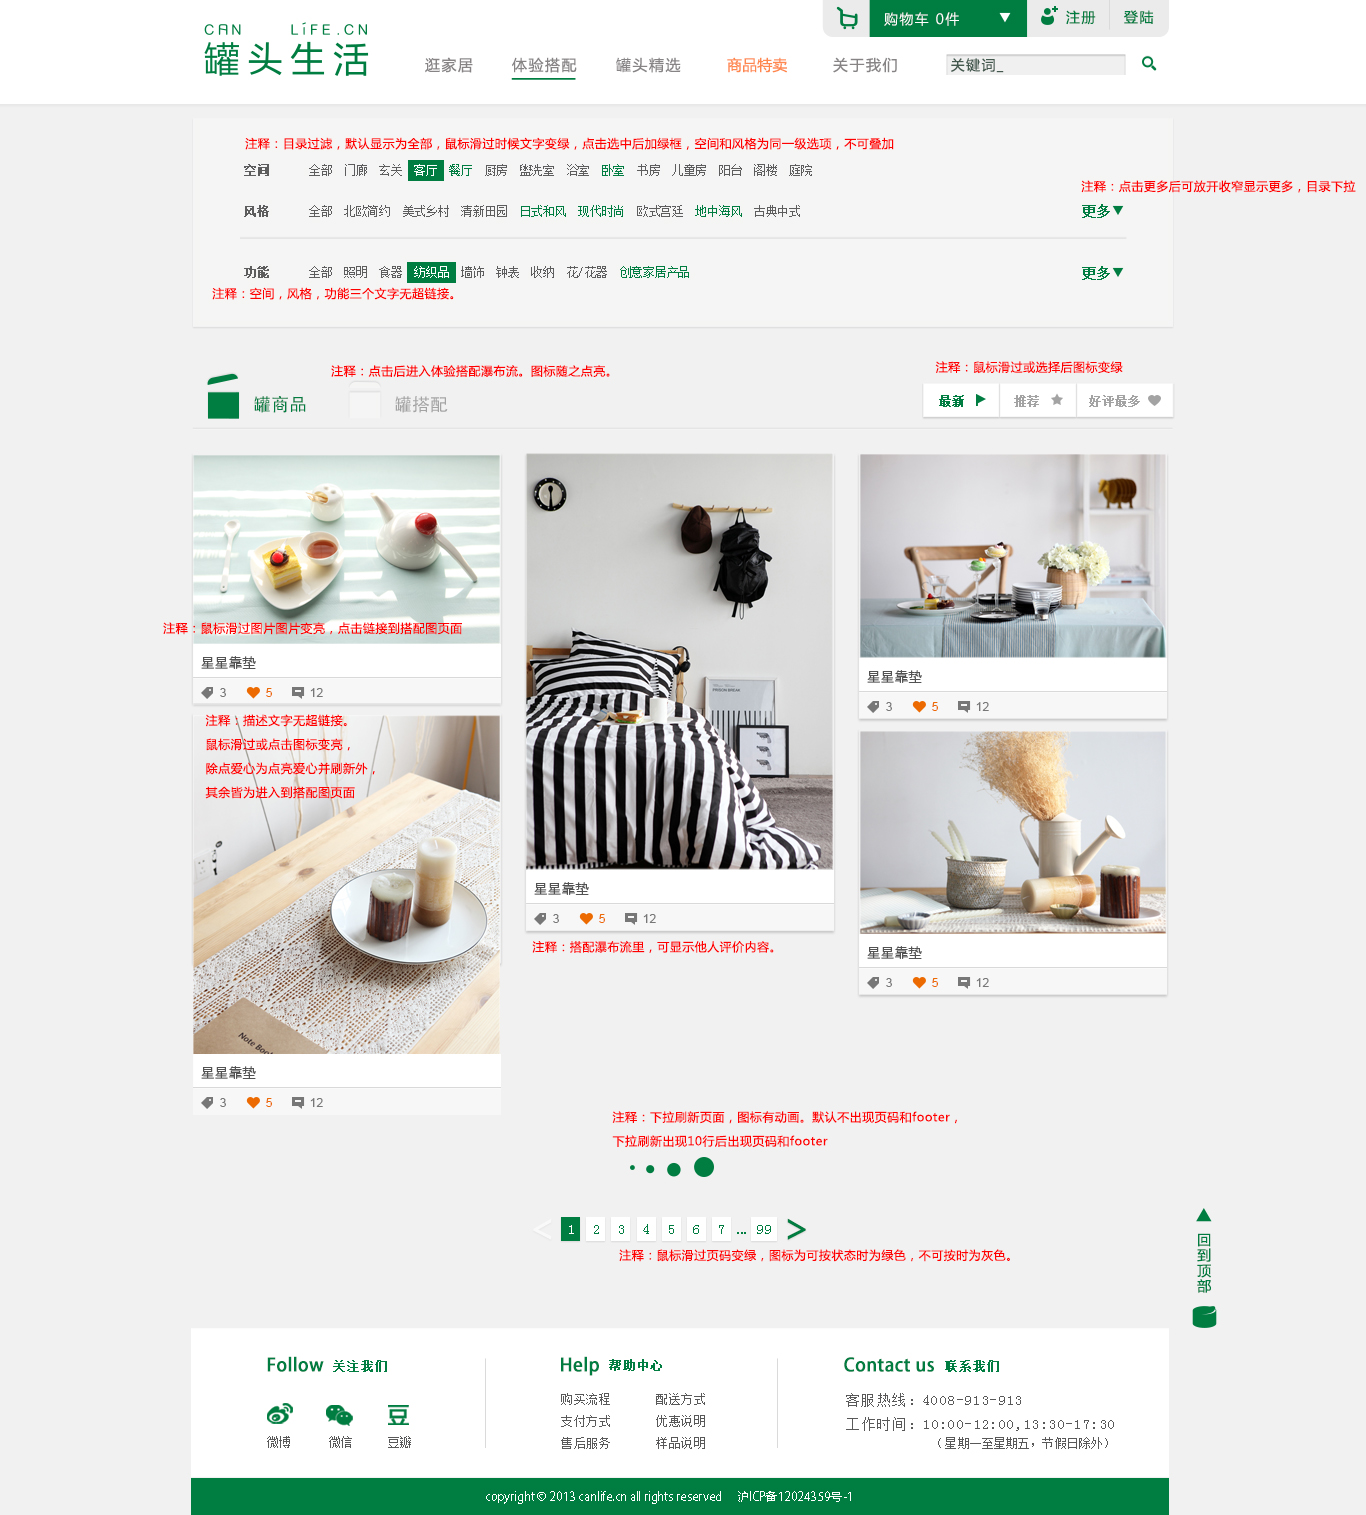 CAN LiFE.CN
罐头生活
购物车 0件
注册
登陆
逛家居 体验搭配 罐头精选 商品特卖 关于我们
关键词_
注释：目录过滤，默认显示为全部，鼠标滑过时候文字变绿，点击选中后加绿框，空间和风格为同一级选项，不可叠加
空间 全部 门廊 玄关 客厅 餐厅 厨房 盥洗室 浴室 卧室 书房 儿童房 阳台 阁楼 庭院
注释：点击更多后可放开收窄显示更多，目录下拉
风格 全部 北欧简约 美式乡村 清新田园 日式和风 现代时尚 欧式宫廷 地中海风 古典中式 更多
功能 全部 照明 食器 纺织品 墙饰 钟表 收纳 花/花器 创意家居产品 更多
注释：空间，风格，功能三个文字无超链接。
注释：点击后进入体验搭配瀑布流。图标随之点亮。
注释：鼠标滑过或选择后图标变绿
罐商品 罐搭配
最新 推荐 好评最多
注释：鼠标滑过图片图片变亮，点击链接到搭配图页面
星星靠垫
3 5 12
注释：描述文字无超链接。
鼠标滑过或点击图标变亮，
除点爱心为点亮爱心并刷新外，
其余皆为进入到搭配图页面
Note Book
星星靠垫
3 5 12
PRISON BREAK
星星靠垫
3 5 12
注释：搭配瀑布流里，可显示他人评价内容。
星星靠垫
3 5 12
星星靠垫
3 5 12
注释：下拉刷新页面，图标有动画。默认不出现页码和footer，
下拉刷新出现10行后出现页码和footer
< 1 2 3 4 5 6 7 ... 99 >
注释：鼠标滑过页码变绿，图标为可按状态时为绿色，不可按时为灰色。
回到顶部
Follow 关注我们
微博 微信 豆瓣
Help 帮助中心
购买流程 配送方式
支付方式 优惠说明
售后服务 样品说明
Contact us 联系我们
客服热线：4008-913-913
工作时间：10:00-12:00,13:30-17:30
（星期一至星期五，节假日除外）
copyright© 2013 canlife.cn all rights reserved 沪ICP备12024359号-1